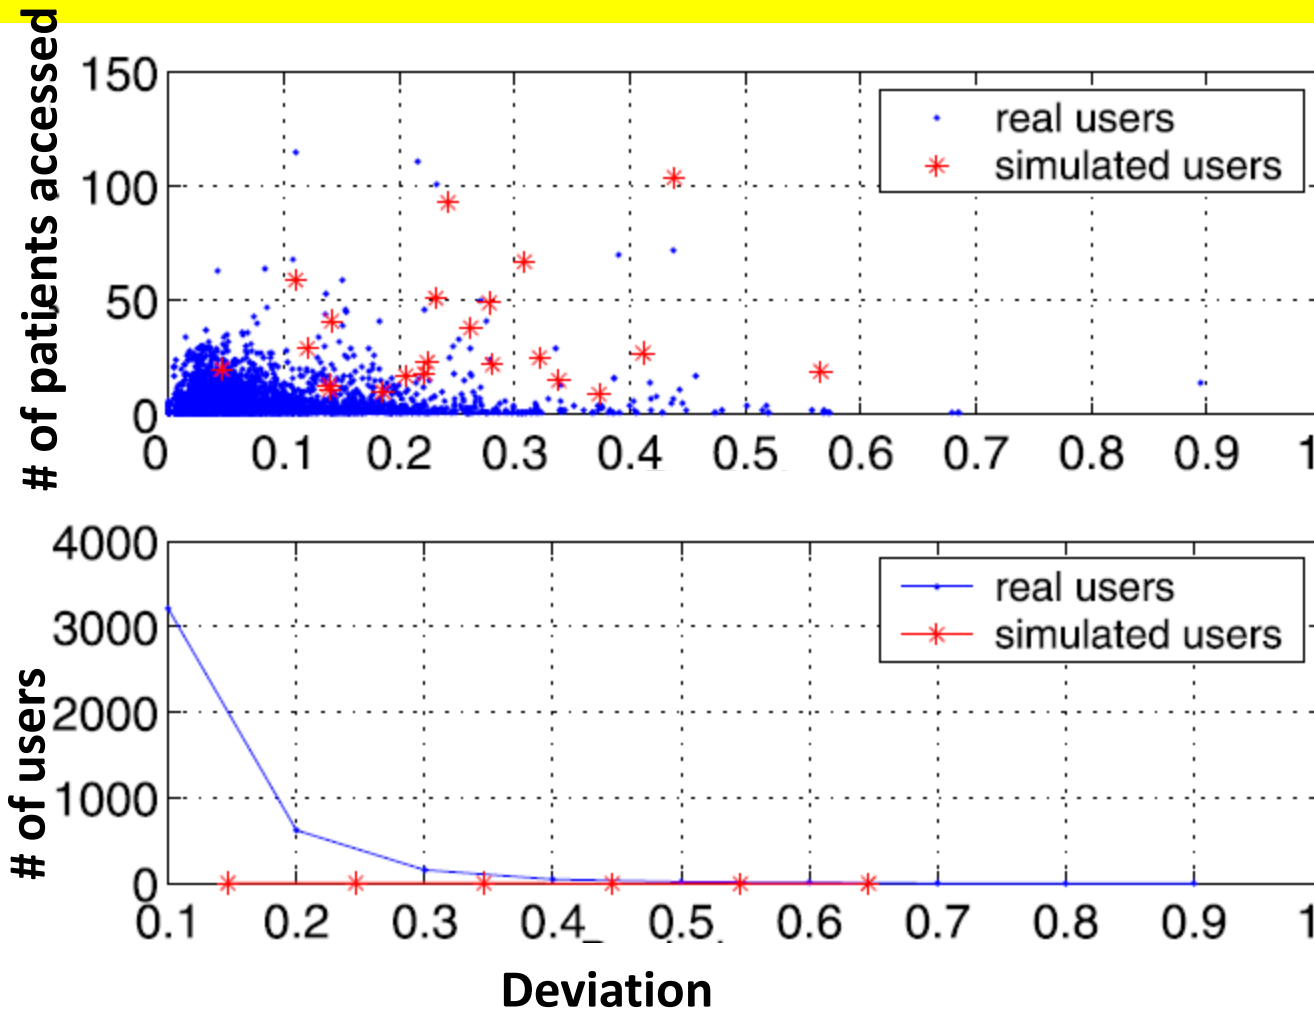 # of patients accessed
150
100
50
0
real users
simulated users
0 0.1 0.2 0.3 0.4 0.5 0.6 0.7 0.8 0.9 1
# of users
4000
3000
2000
1000
0
real users
simulated users
0.1 0.2 0.3 0.4 0.5 0.6 0.7 0.8 0.9 1
Deviation